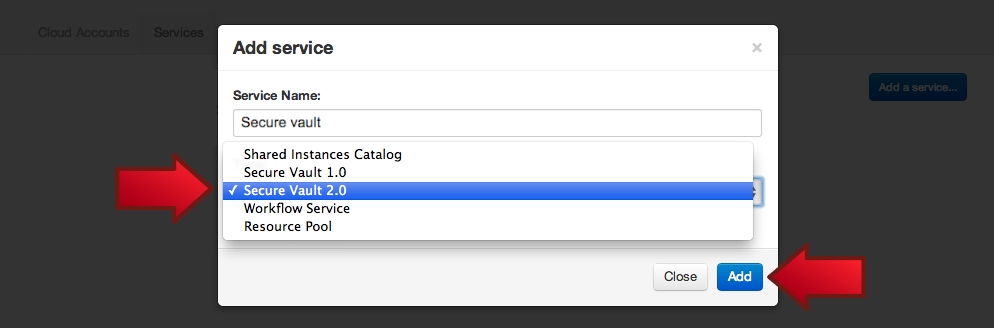 Cloud Accounts
Services
Add service
×
Add a service...
Service Name:
Secure vault
Shared Instances Catalog
Secure Vault 1.0
✓ Secure Vault 2.0
Workflow Service
Resource Pool
Close
Add